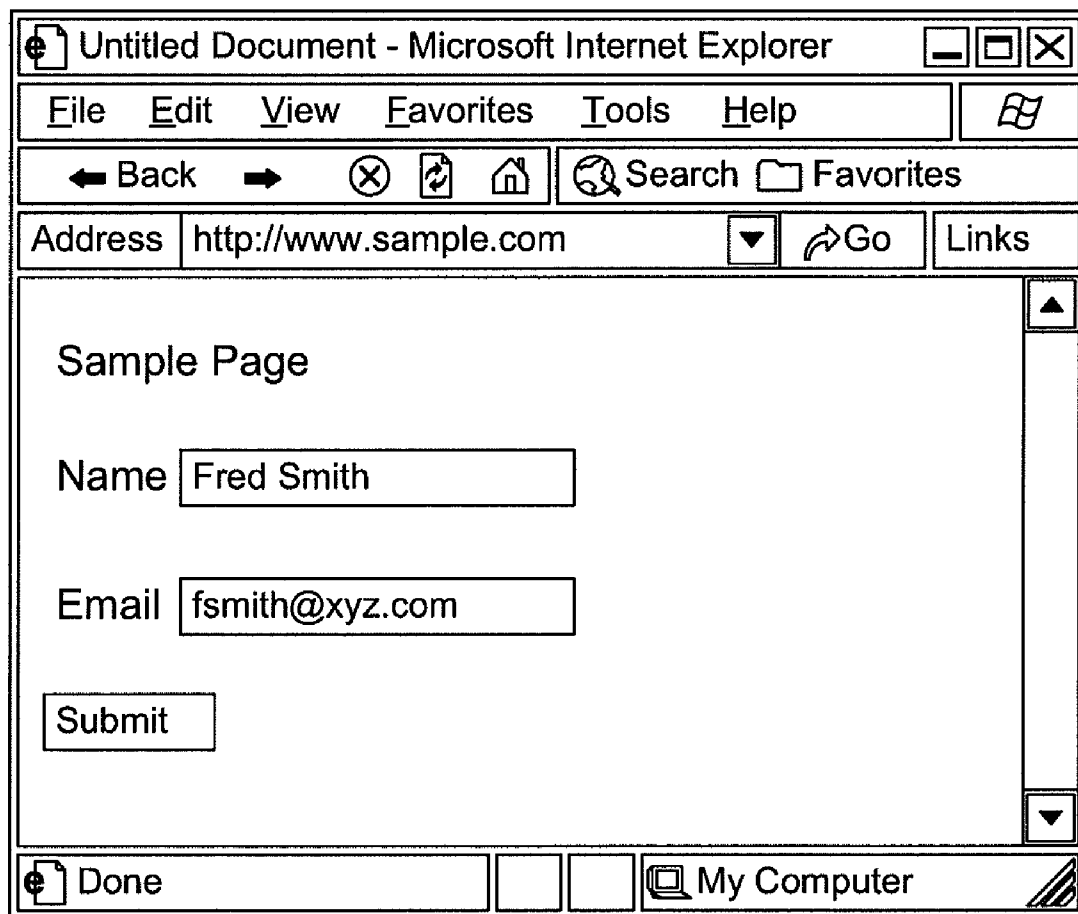 Untitled Document - Microsoft Internet Explorer
File Edit View Favorites Tools Help
Back Search Favorites
Address http://www.sample.com Go Links
Sample Page
Name Fred Smith
Email fsmith@xyz.com
Submit
Done My Computer